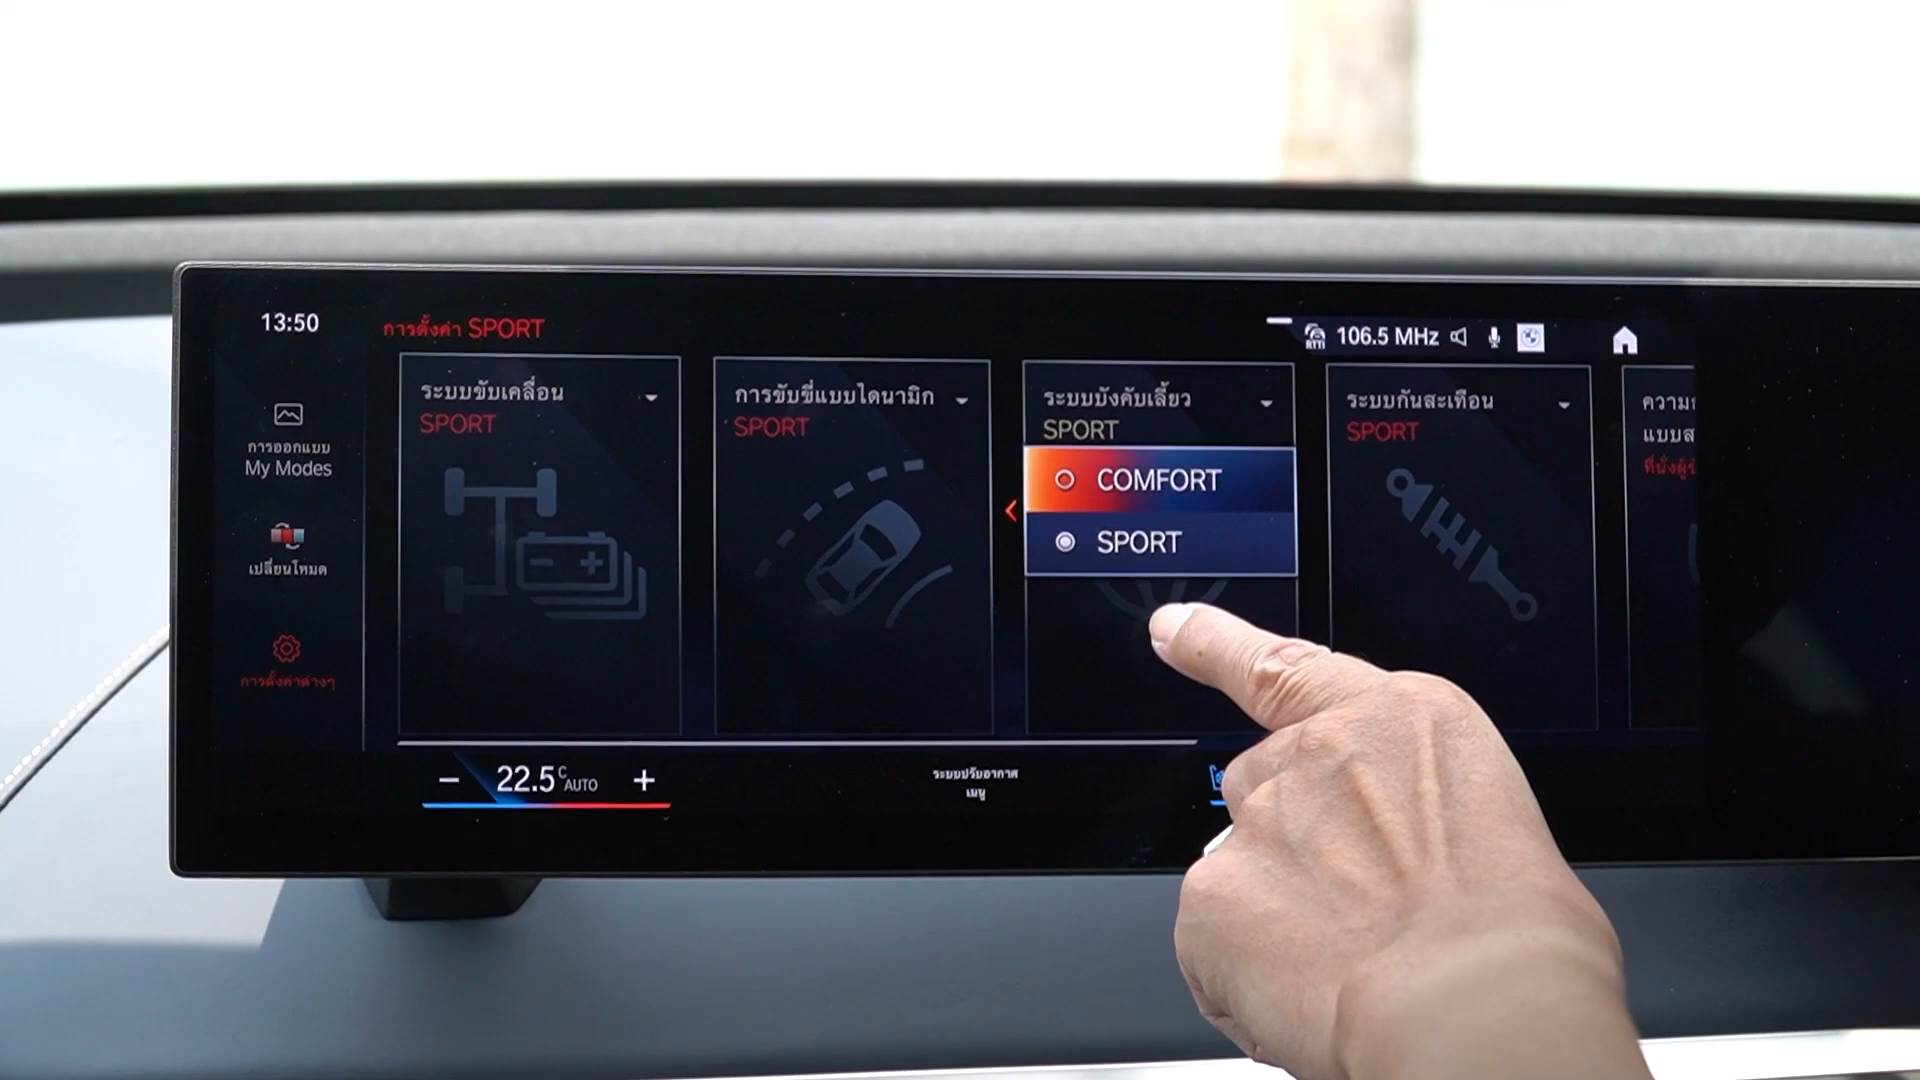 13:50
การตั้งค่า SPORT
RTTI
106.5 MHz
การออกแบบ
My Modes
เปลี่ยนโหมด
การตั้งค่าต่างๆ
ระบบขับเคลื่อน
SPORT
การขับขี่แบบไดนามิก
SPORT
ระบบบังคับเลี้ยว
SPORT
COMFORT
SPORT
ระบบกันสะเทือน
SPORT
− 22.5 °C AUTO +
ระบบปรับอากาศ
เมนู